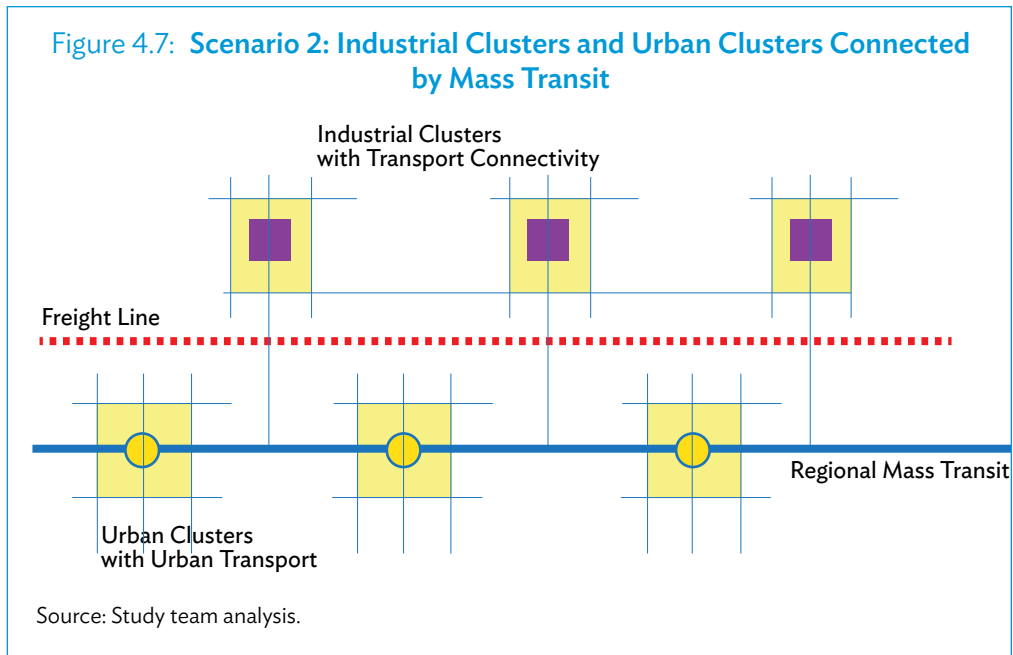 Figure 4.7: Scenario 2: Industrial Clusters and Urban Clusters Connected
by Mass Transit
Industrial Clusters
with Transport Connectivity
Freight Line
Regional Mass Transit
Urban Clusters
with Urban Transport
Source: Study team analysis.